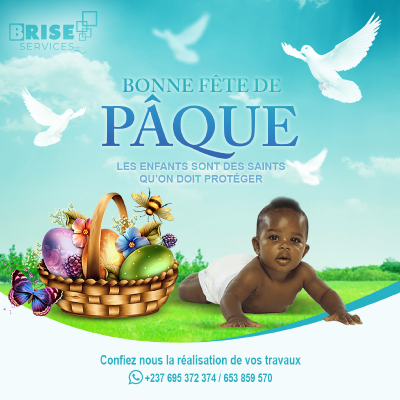 BRISE
SERVICES
BONNE FÊTE DE
PÂQUE
LES ENFANTS SONT DES SAINTS
QU'ON DOIT PROTÉGER
Confiez nous la réalisation de vos travaux
+237 695 372 374 / 653 859 570